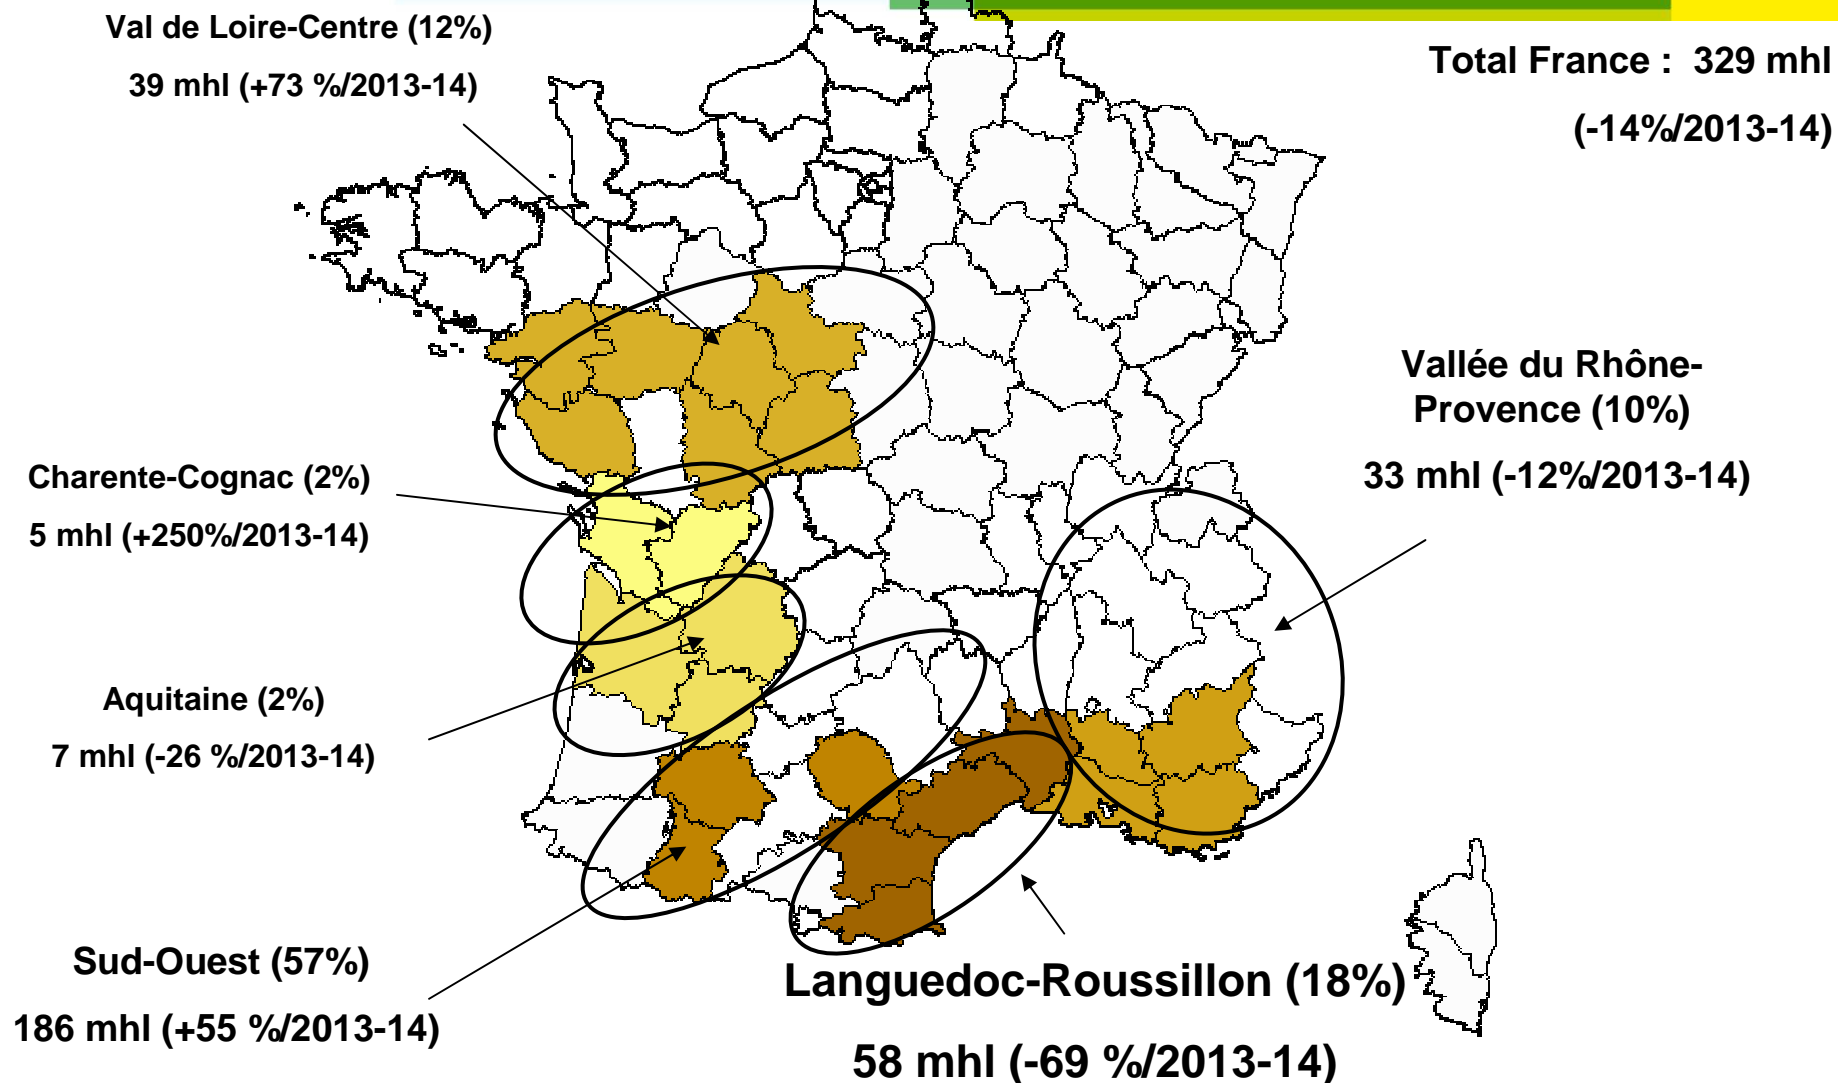 Val de Loire-Centre (12%)
39 mhl (+73 %/2013-14)
Total France : 329 mhl
(-14%/2013-14)
Vallée du Rhône-
Provence (10%)
33 mhl (-12%/2013-14)
Charente-Cognac (2%)
5 mhl (+250%/2013-14)
Aquitaine (2%)
7 mhl (-26 %/2013-14)
Sud-Ouest (57%)
186 mhl (+55 %/2013-14)
Languedoc-Roussillon (18%)
58 mhl (-69 %/2013-14)